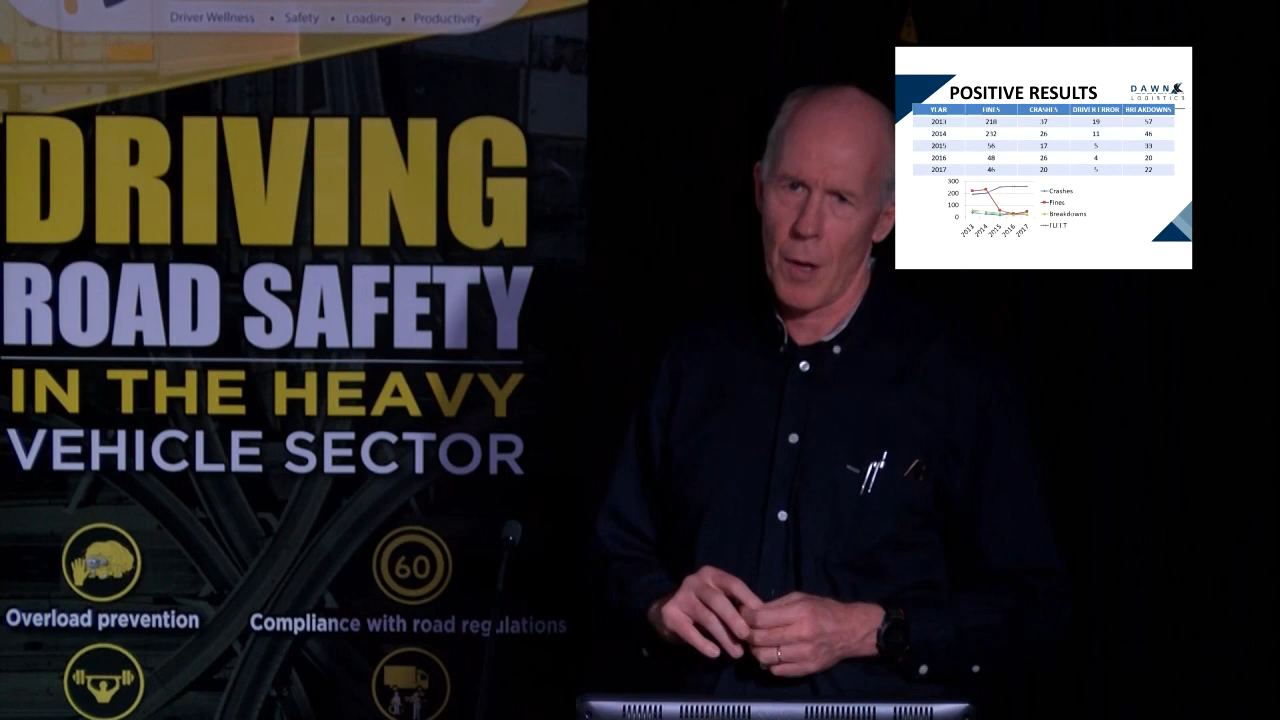 Driver Wellness • Safety • Loading • Productivity
DRIVING
ROAD SAFETY
IN THE HEAVY
VEHICLE SECTOR
60
Overload prevention
Compliance with road regulations
POSITIVE RESULTS
DAWN
LOGISTICS
YEAR FINES CRASHES DRIVER ERROR BREAKDOWNS
2013 218 37 19 57
2014 232 26 11 46
2015 56 17 5 33
2016 48 26 4 20
2017 46 20 5 22
300
200
100
0
2013 2014 2015 2016 2017
Crashes
Fines
Breakdowns